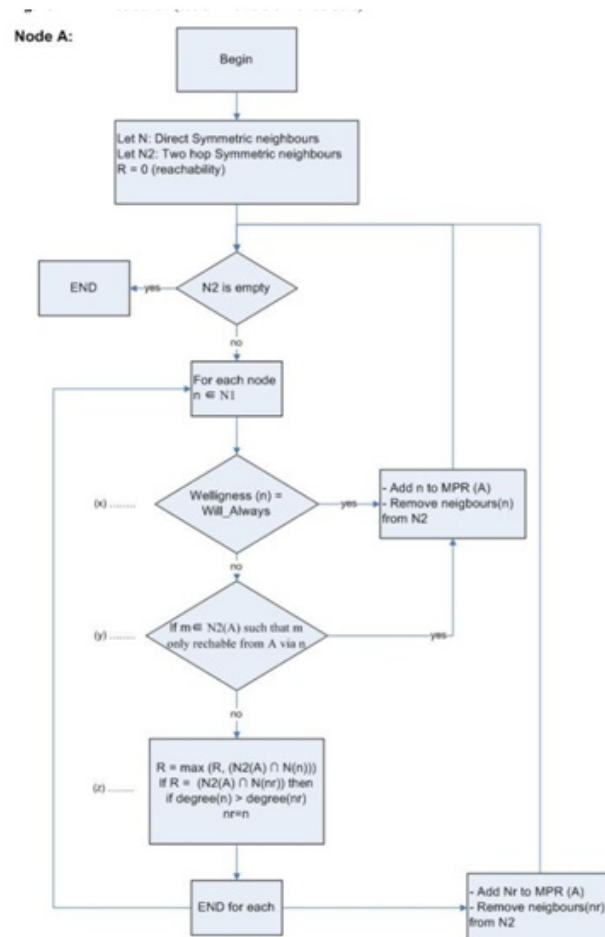 Node A:
Begin
Let N: Direct Symmetric neighbours
Let N2: Two hop Symmetric neighbours
R = 0 (reachability)
END
yes
N2 is empty
no
For each node
n ∈ N1
(x) ........
Welligness (n) =
Will_Always
yes
- Add n to MPR (A)
- Remove neigbours(n)
from N2
no
(y) ........
If m∈ N2(A) such that m
only rechable from A via n
yes
no
(z) ........
R = max (R, (N2(A) ∩ N(n)))
If R = (N2(A) ∩ N(nr)) then
if degree(n) > degree(nr)
nr=n
END for each
- Add Nr to MPR (A)
- Remove neigbours(nr)
from N2